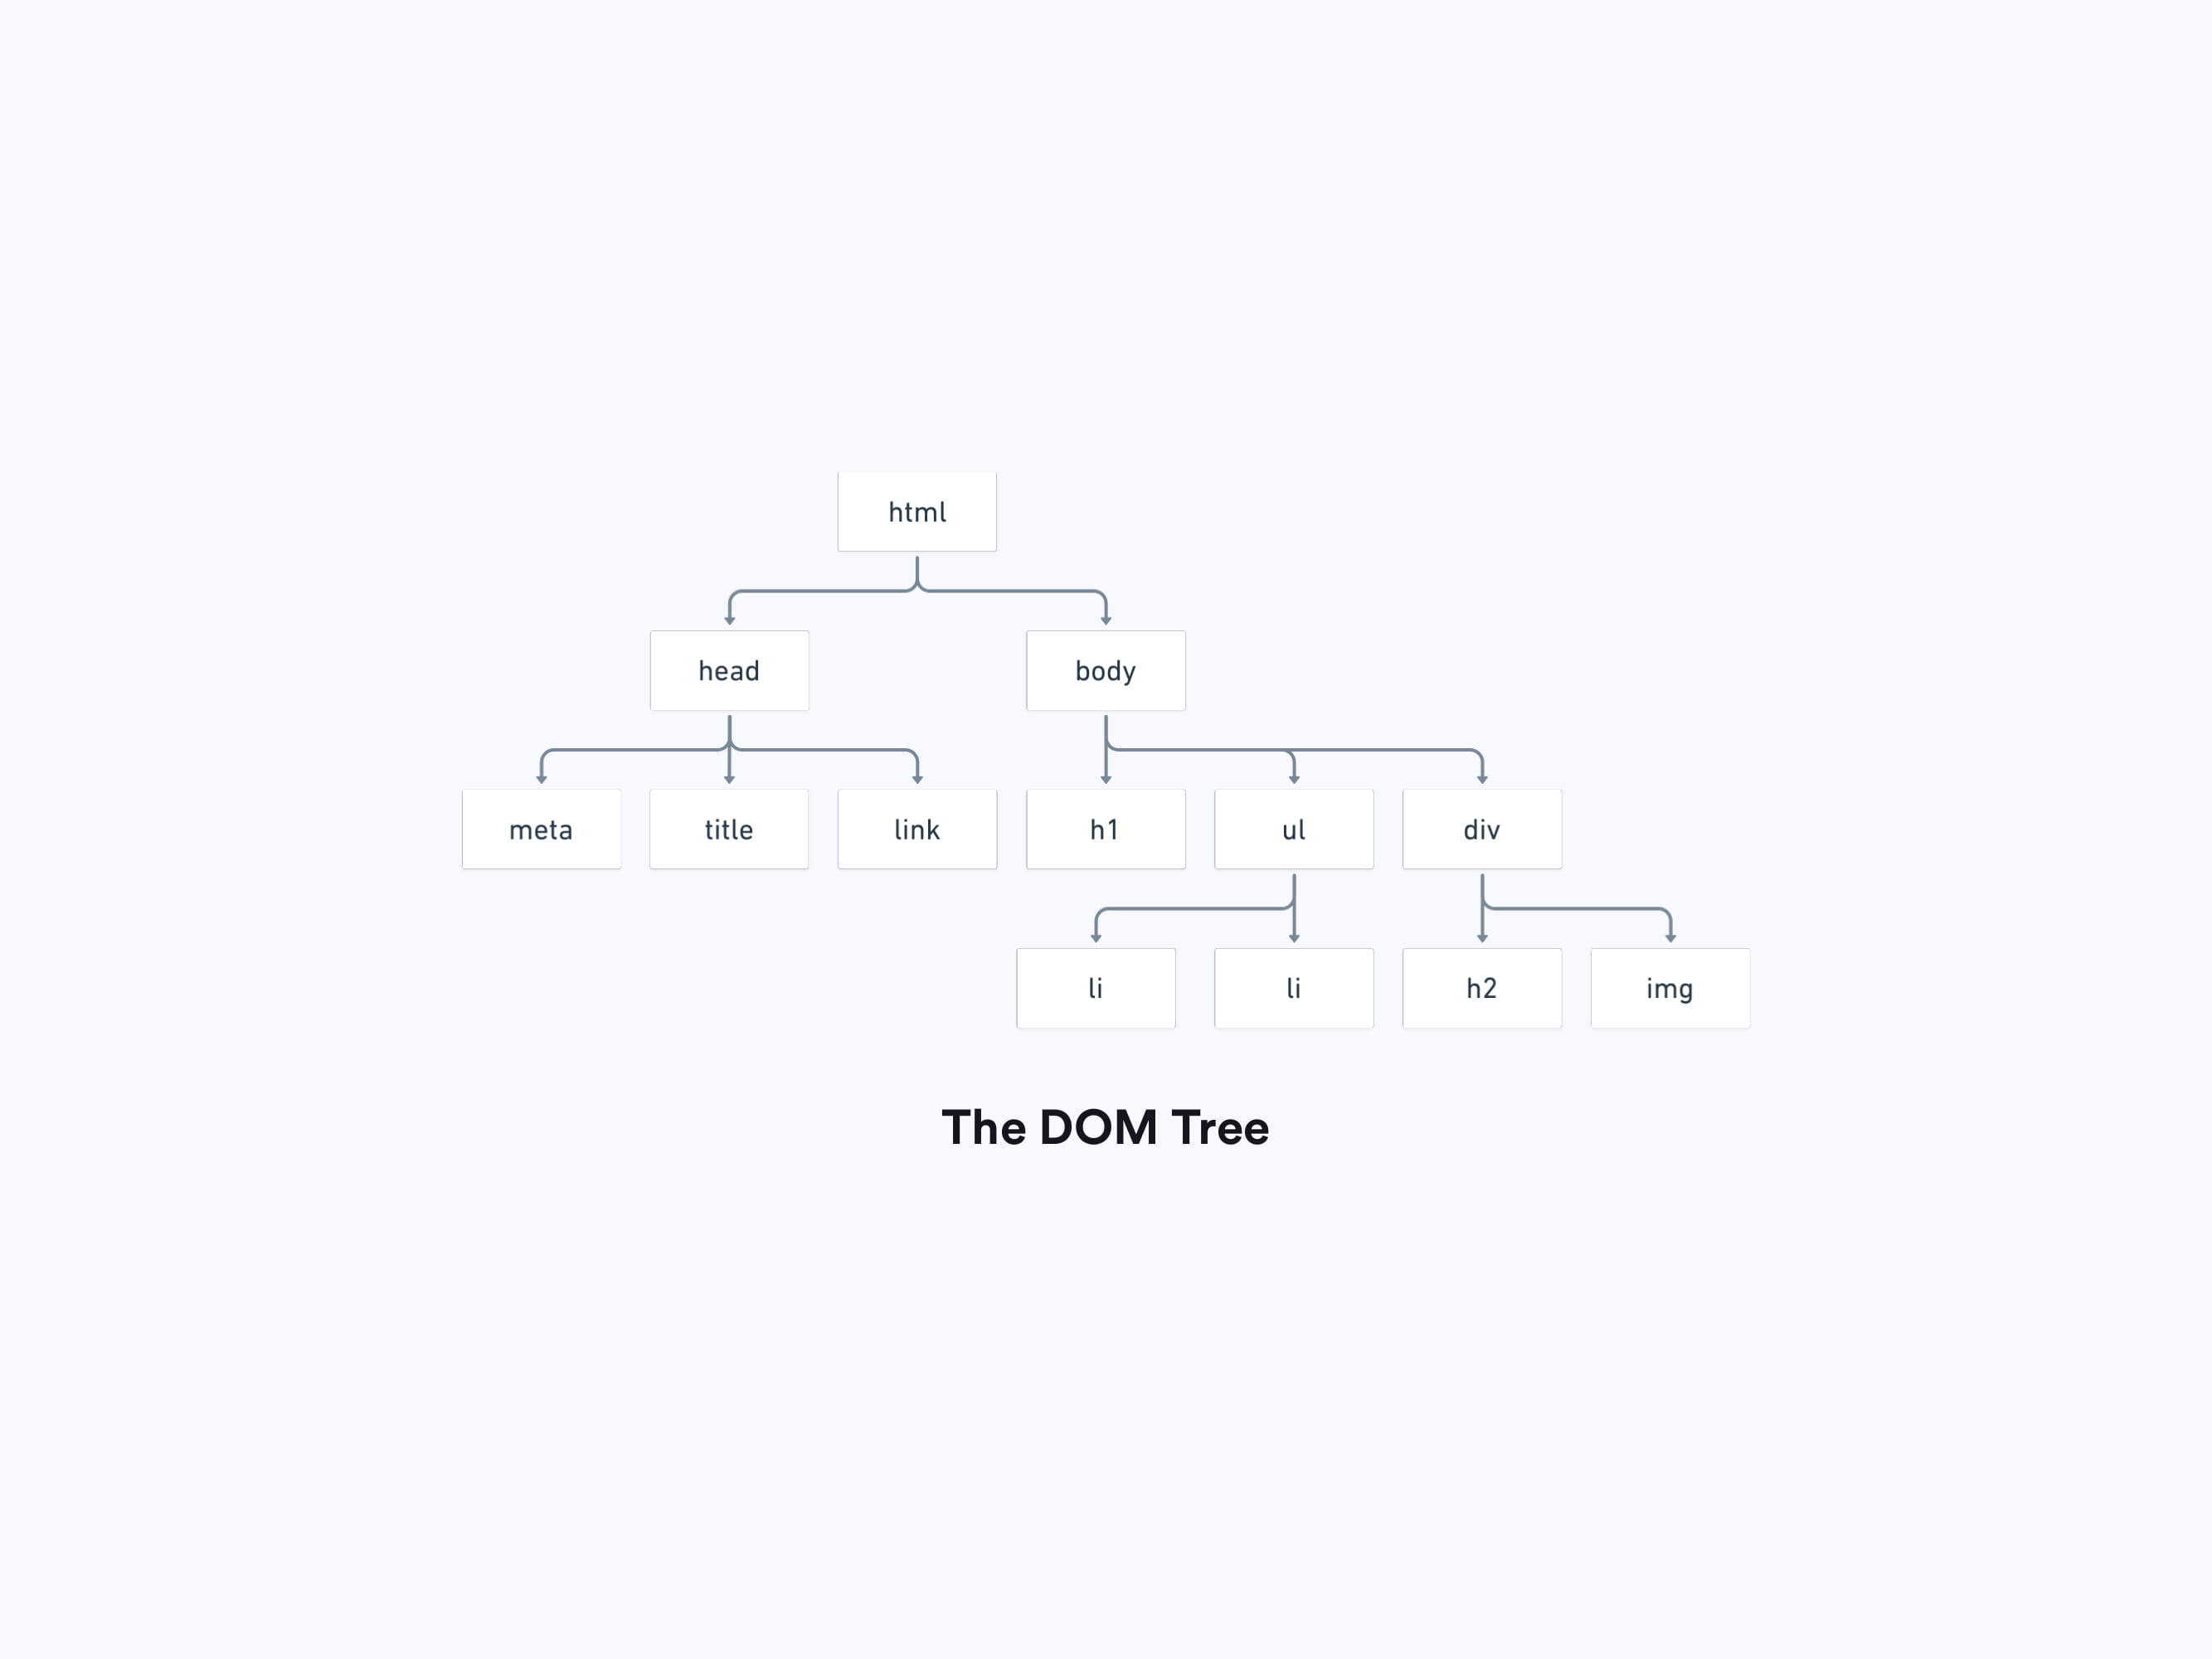 html
head
body
meta
title
link
h1
ul
div
li
li
h2
img
The DOM Tree